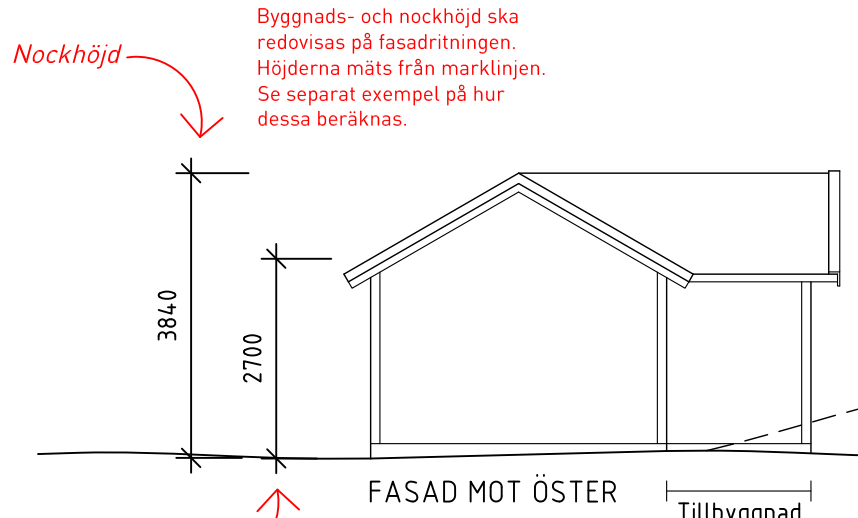 Byggnads- och nockhöjd ska
redovisas på fasadritningen.
Höjderna mäts från marklinjen.
Se separat exempel på hur
dessa beräknas.
Nockhöjd
3840
2700
FASAD MOT ÖSTER
Tillbyggnad